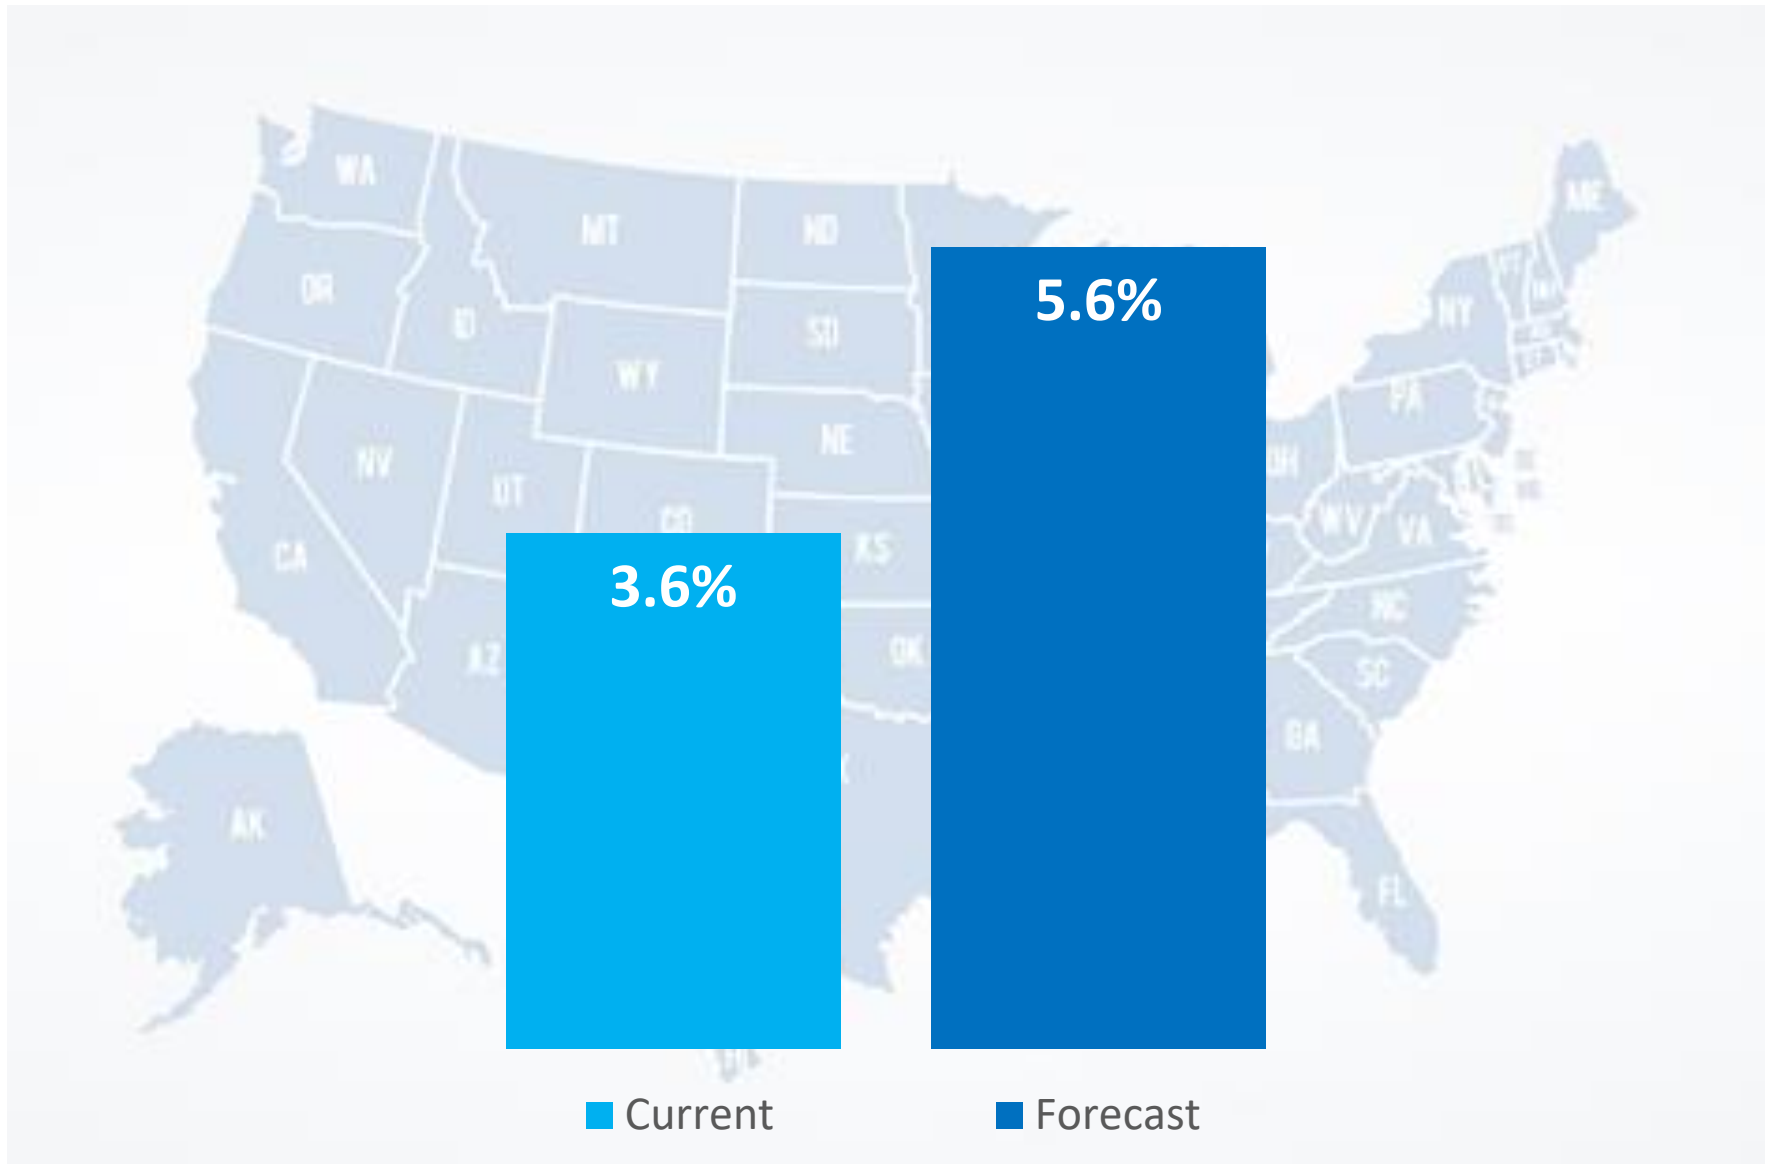 WA
MT
ND
ME
OR
ID
SD
NY
WY
5.6%
PA
NE
NV
UT
CO
KS
WV
VA
CA
3.6%
NC
AZ
OK
SC
GA
AK
FL
Current
Forecast